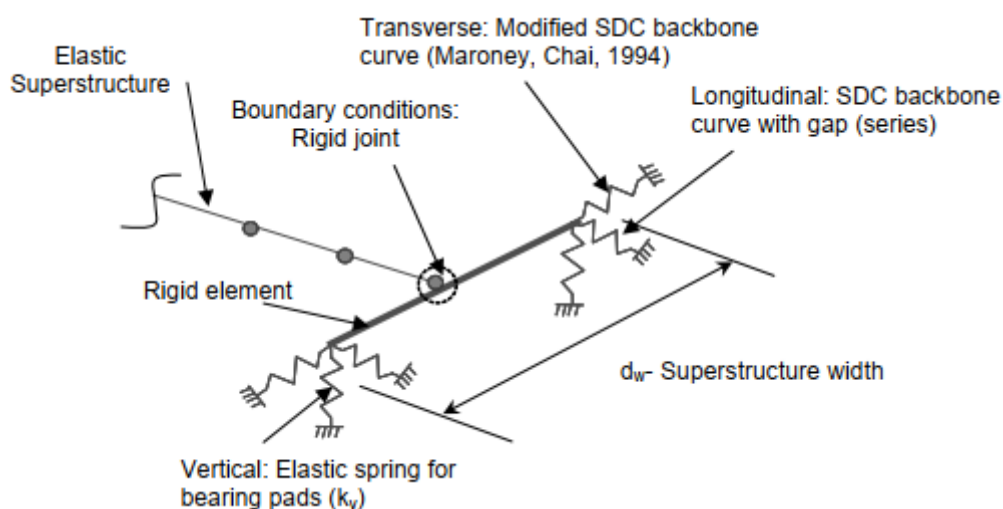 Transverse: Modified SDC backbone
curve (Maroney, Chai, 1994)
Elastic
Superstructure
Longitudinal: SDC backbone
curve with gap (series)
Boundary conditions:
Rigid joint
Rigid element
dw- Superstructure width
Vertical: Elastic spring for
bearing pads (kv)